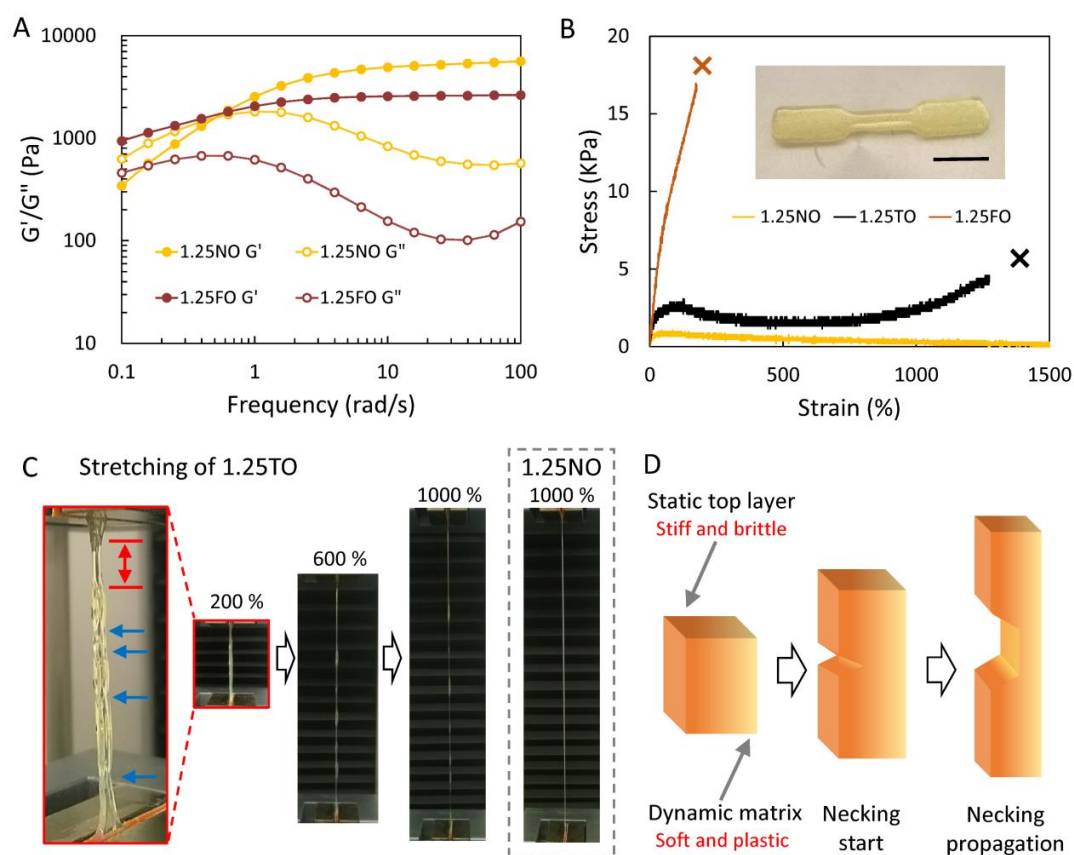 A
10000
1000
100
10
0.1
1
10
100
G'/G" (Pa)
Frequency (rad/s)
1.25NO G'
1.25NO G"
1.25FO G'
1.25FO G"
B
20
15
10
5
0
0
500
1000
1500
Stress (KPa)
Strain (%)
1.25NO
1.25TO
1.25FO
C
Stretching of 1.25TO
200 %
600 %
1000 %
1.25NO
1000 %
D
Static top layer
Stiff and brittle
Dynamic matrix
Soft and plastic
Necking
start
Necking
propagation